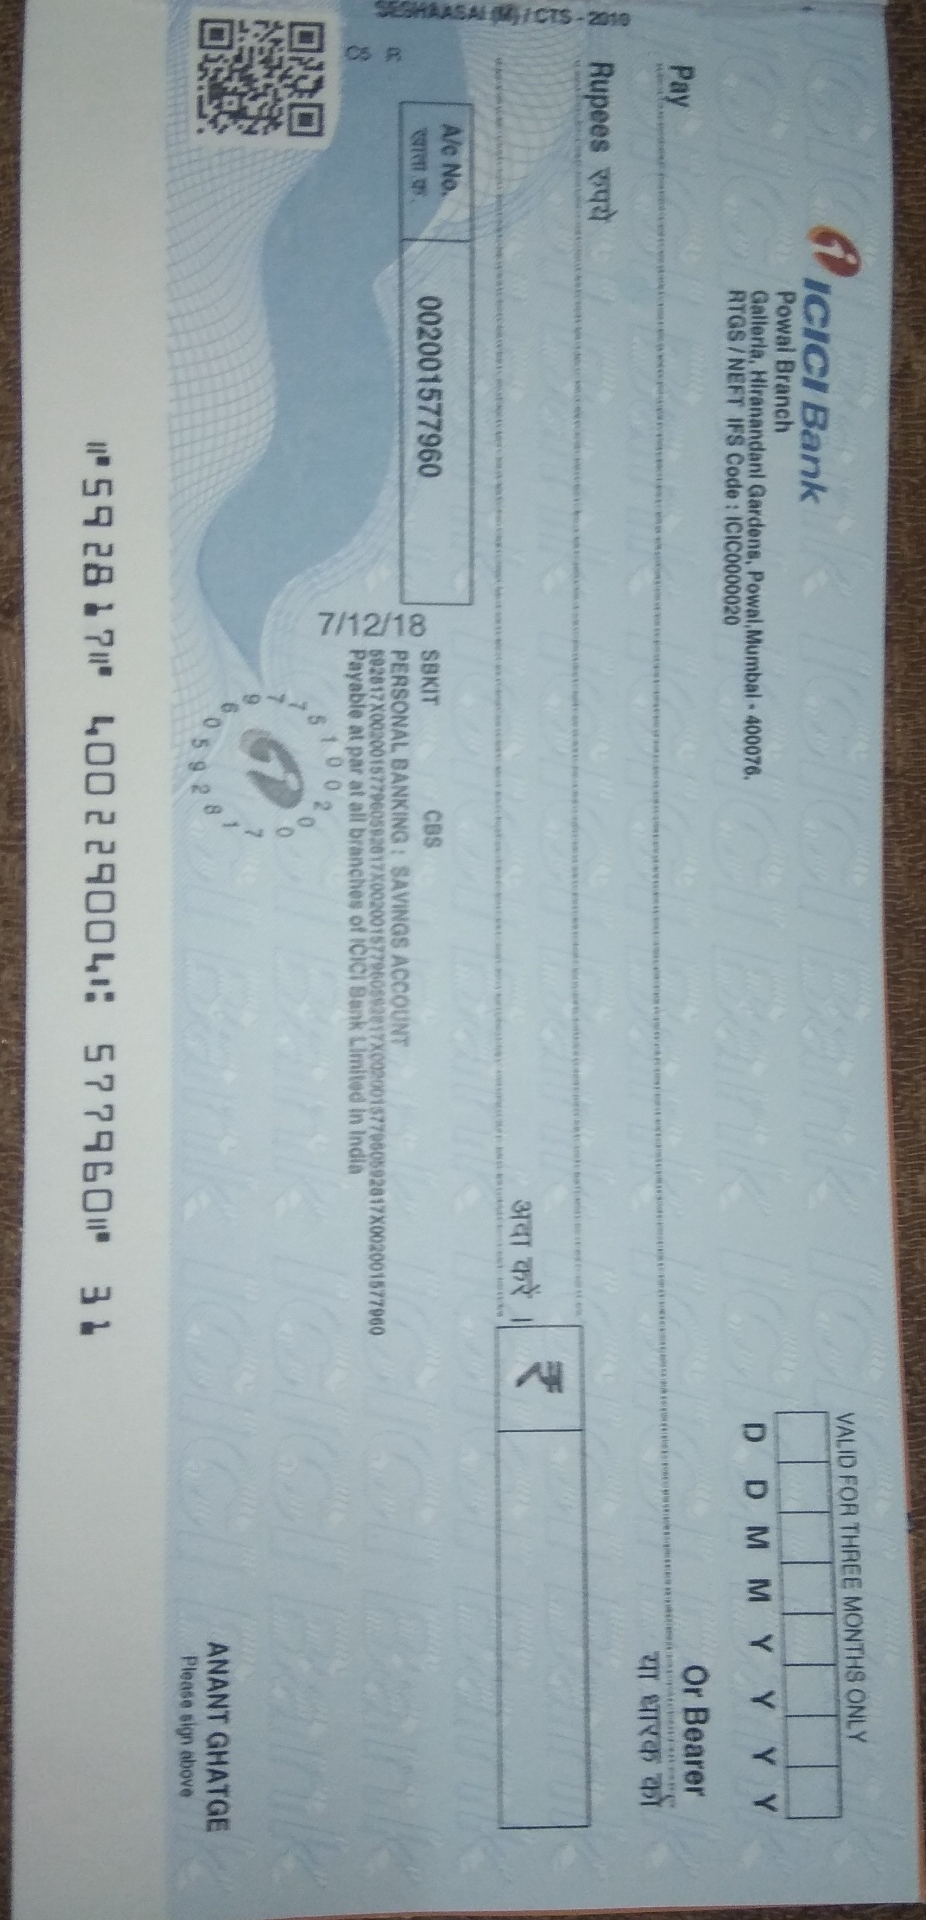 SESHAASAI (M) / CTS - 2010
VALID FOR THREE MONTHS ONLY
ICICI Bank
Powai Branch
Galleria, Hiranandani Gardens, Powai,Mumbai - 400076.
RTGS / NEFT IFS Code : ICIC0000020
D D M M Y Y Y Y
Pay
Or Bearer
या धारक को
Rupees रुपये
अदा करें ।
₹
A/c No.
खाता क्र.
002001577960
C5 R
SBKIT CBS
7/12/18
PERSONAL BANKING : SAVINGS ACCOUNT
592817X002001577960592817X002001577960592817X002001577960592817X002001577960
Payable at par at all branches of ICICI Bank Limited in India
ANANT GHATGE
Please sign above
⑈592817⑈ 400229004⑆ 577960⑈ 31